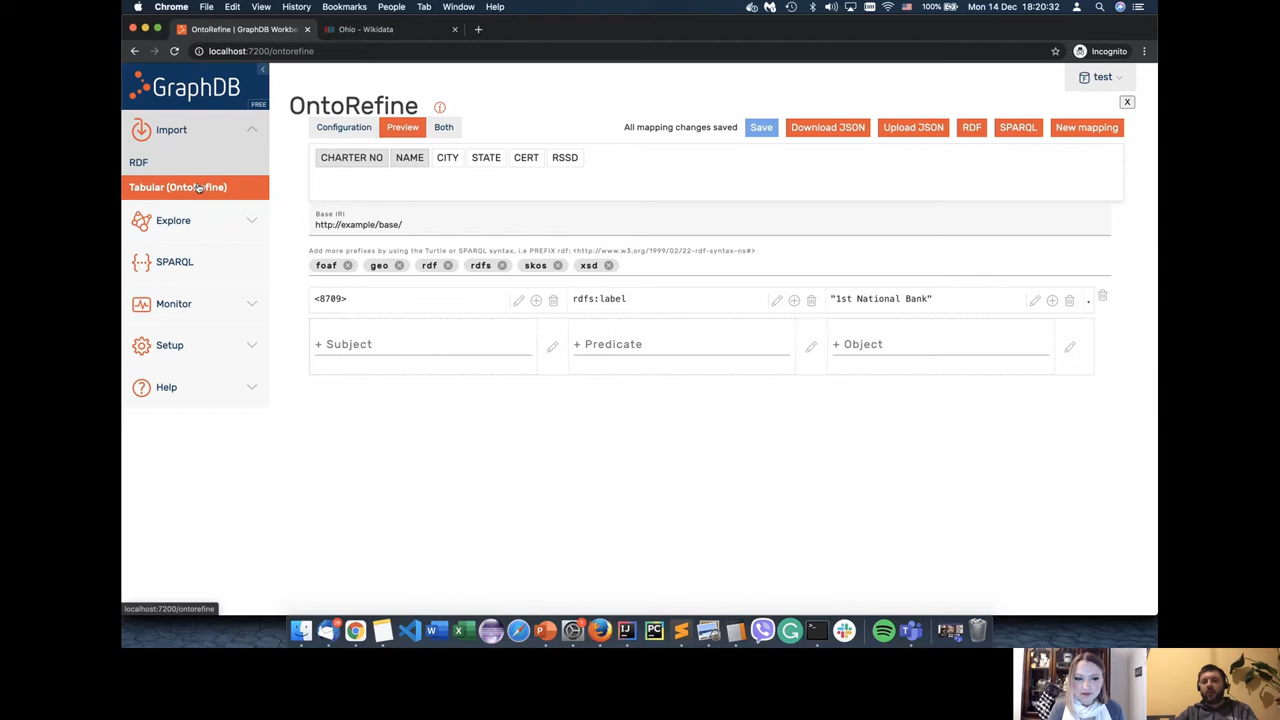 Chrome File Edit View History Bookmarks People Tab Window Help 100% Mon 14 Dec 18:20:32
OntoRefine | GraphDB Workbe Ohio - Wikidata
localhost:7200/ontorefine Incognito
GraphDB
FREE
test
Import
RDF
Tabular (OntoRefine)
Explore
SPARQL
Monitor
Setup
Help
OntoRefine
X
Configuration Preview Both All mapping changes saved Save Download JSON Upload JSON RDF SPARQL New mapping
CHARTER NO NAME CITY STATE CERT RSSD
Base IRI
http://example/base/
Add more prefixes by using the Turtle or SPARQL syntax, i.e PREFIX rdf: <http://www.w3.org/1999/02/22-rdf-syntax-ns#>
foaf geo rdf rdfs skos xsd
<8709> rdfs:label "1st National Bank" .
+ Subject + Predicate + Object
localhost:7200/ontorefine